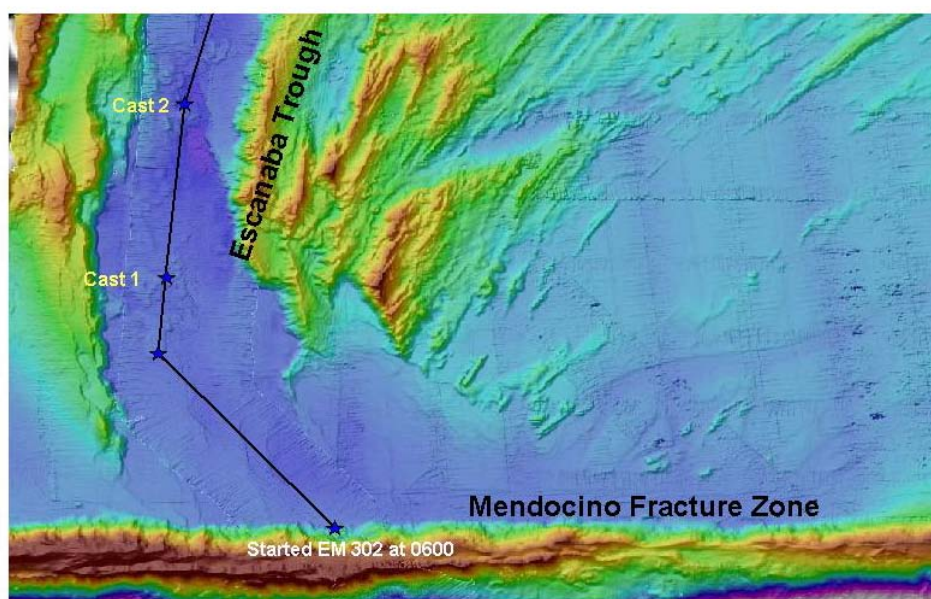 Cast 2
Escanaba Trough
Cast 1
Mendocino Fracture Zone
Started EM 302 at 0600